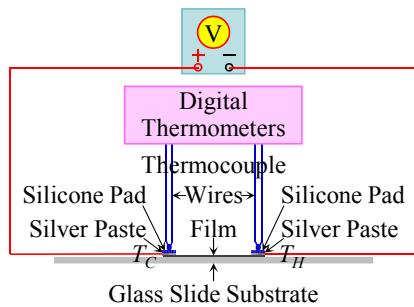 V
+ −
Digital
Thermometers
Thermocouple
Silicone Pad Wires Silicone Pad
Silver Paste Film Silver Paste
T_C T_H
Glass Slide Substrate